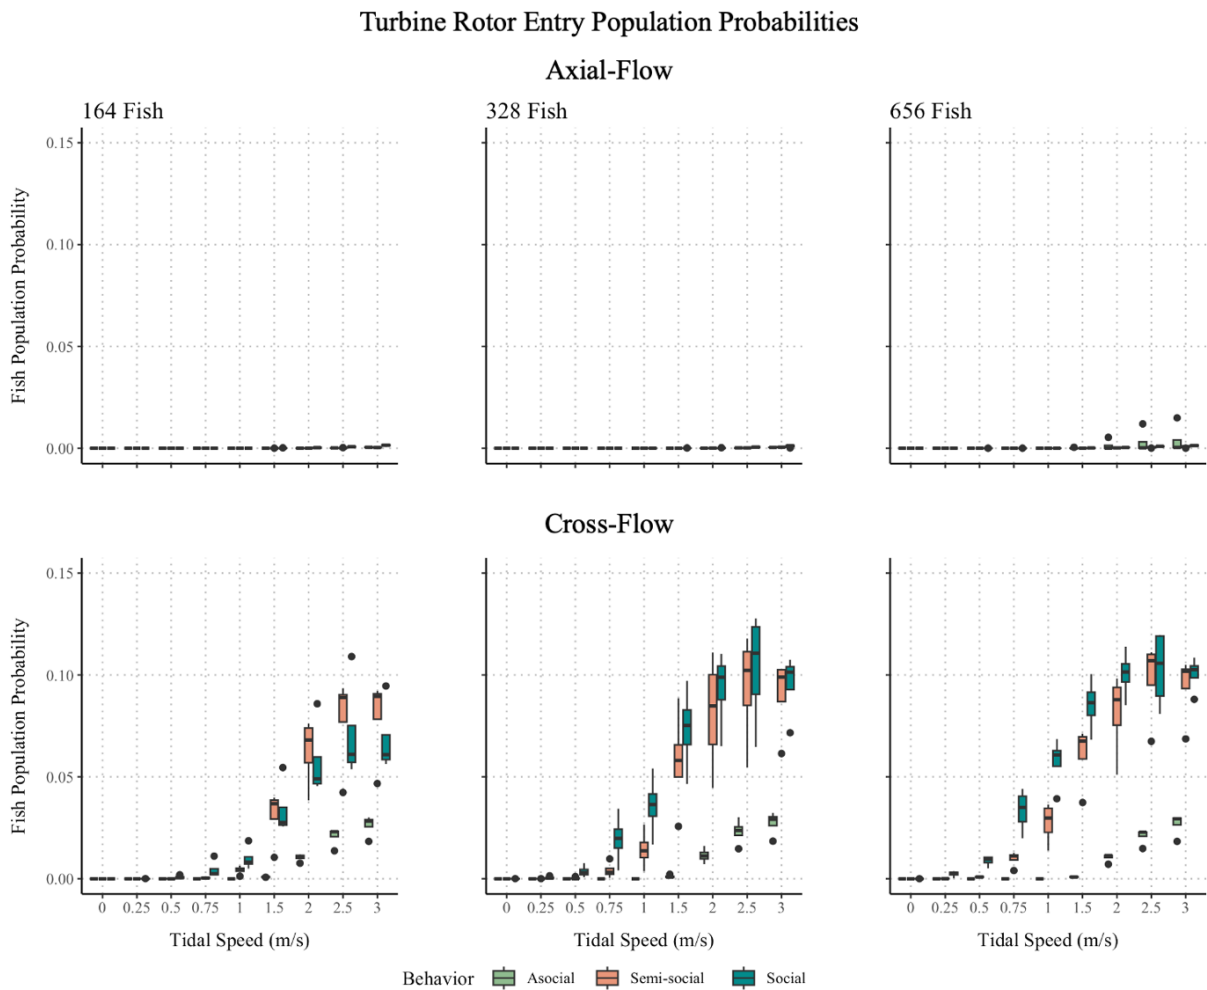 Turbine Rotor Entry Population Probabilities
Axial-Flow
164 Fish 328 Fish 656 Fish
Fish Population Probability
0.15
0.10
0.05
0.00
Cross-Flow
Fish Population Probability
0.15
0.10
0.05
0.00
0 0.25 0.5 0.75 1 1.5 2 2.5 3 0 0.25 0.5 0.75 1 1.5 2 2.5 3 0 0.25 0.5 0.75 1 1.5 2 2.5 3
Tidal Speed (m/s) Tidal Speed (m/s) Tidal Speed (m/s)
Behavior Asocial Semi-social Social